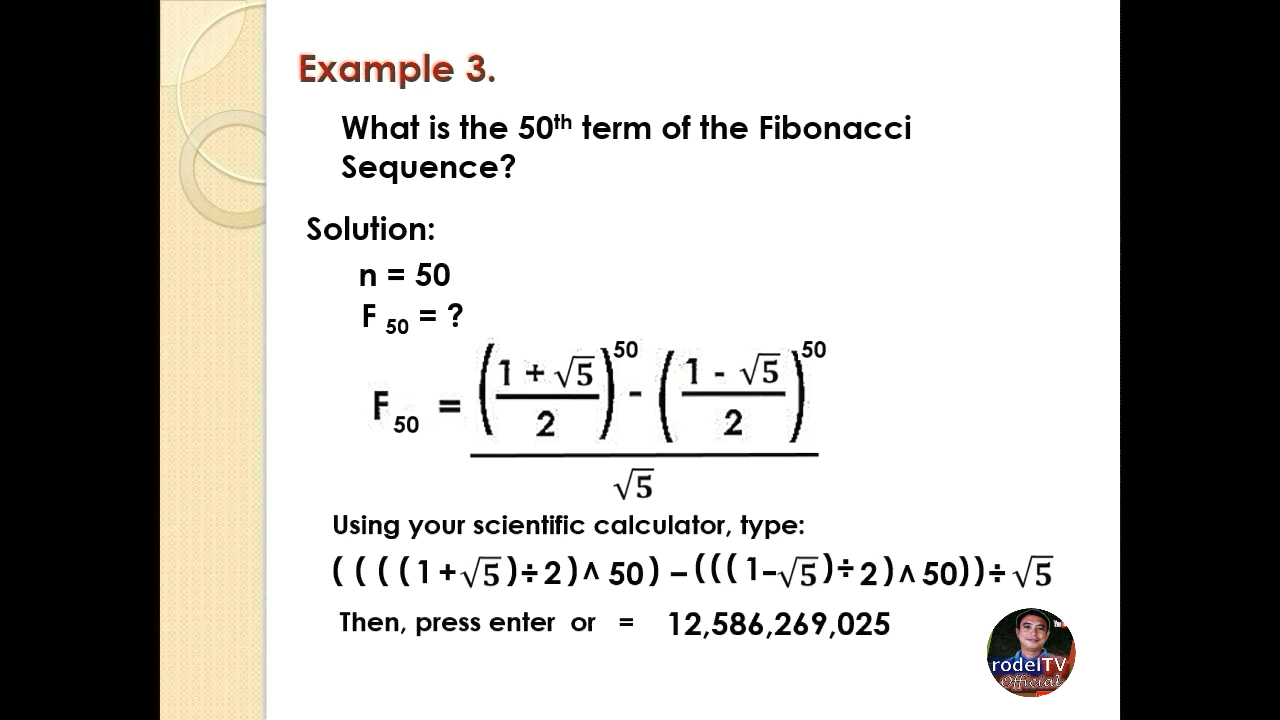 Example 3.
What is the 50th term of the Fibonacci
Sequence?
Solution:
n = 50
F 50 = ?
F 50 = ((1 + √5)/2)^50 - ((1 - √5)/2)^50
√5
Using your scientific calculator, type:
((((1+√5)÷2)^50)–(((1–√5)÷2)^50))÷√5
Then, press enter or = 12,586,269,025
rodelTV
Official